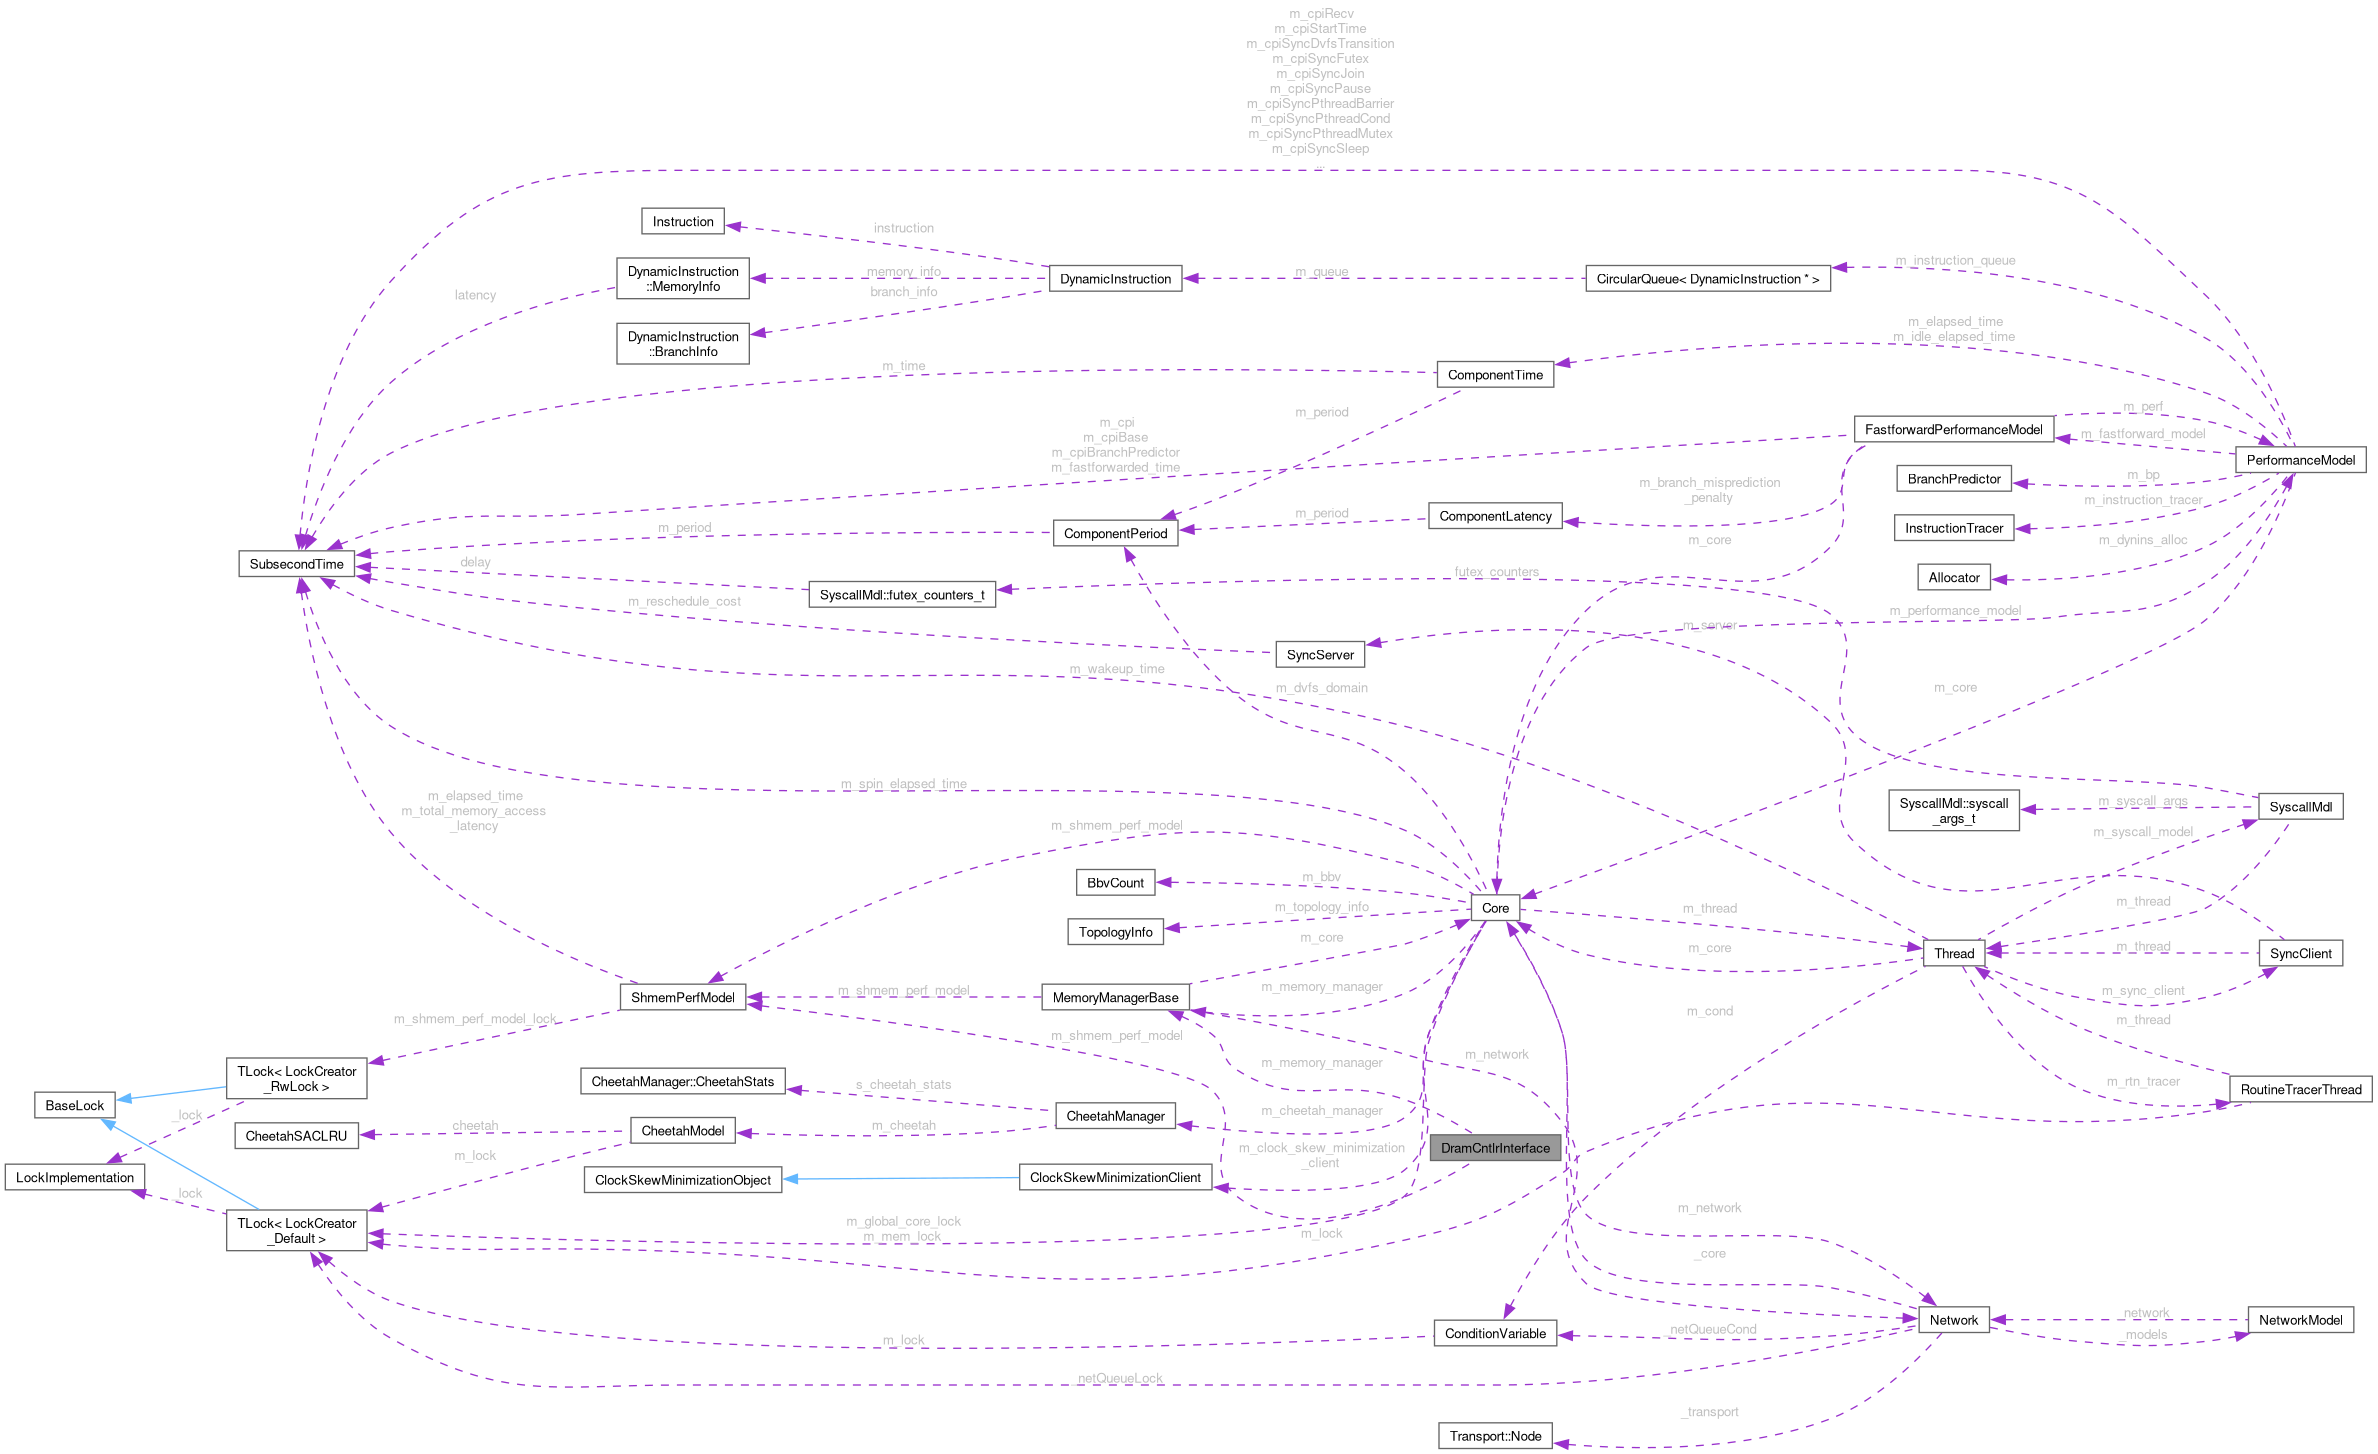 m_cpiRecv
m_cpiStartTime
m_cpiSyncDvfsTransition
m_cpiSyncFutex
m_cpiSyncJoin
m_cpiSyncPause
m_cpiSyncPthreadBarrier
m_cpiSyncPthreadCond
m_cpiSyncPthreadMutex
m_cpiSyncSleep
...
Instruction
instruction
DynamicInstruction
::MemoryInfo
memory_info
latency
branch_info
DynamicInstruction
m_queue
CircularQueue< DynamicInstruction * >
m_instruction_queue
DynamicInstruction
::BranchInfo
m_elapsed_time
m_idle_elapsed_time
m_time
ComponentTime
m_period
m_cpi
m_cpiBase
m_cpiBranchPredictor
m_fastforwarded_time
FastforwardPerformanceModel
m_perf
m_fastforward_model
PerformanceModel
BranchPredictor
m_bp
m_branch_misprediction
_penalty
m_instruction_tracer
InstructionTracer
ComponentLatency
m_period
ComponentPeriod
m_period
m_core
m_dynins_alloc
Allocator
SubsecondTime
delay
futex_counters
SyscallMdl::futex_counters_t
m_reschedule_cost
m_performance_model
m_server
SyncServer
m_wakeup_time
m_dvfs_domain
m_core
m_spin_elapsed_time
m_elapsed_time
m_total_memory_access
_latency
SyscallMdl::syscall
_args_t
m_syscall_args
SyscallMdl
m_shmem_perf_model
m_syscall_model
BbvCount
m_bbv
TopologyInfo
m_topology_info
Core
m_thread
m_thread
m_core
m_core
Thread
m_thread
SyncClient
ShmemPerfModel
m_shmem_perf_model
MemoryManagerBase
m_memory_manager
m_sync_client
m_shmem_perf_model_lock
m_shmem_perf_model
m_cond
m_thread
m_network
m_memory_manager
TLock< LockCreator
_RwLock >
CheetahManager::CheetahStats
s_cheetah_stats
m_rtn_tracer
RoutineTracerThread
BaseLock
_lock
CheetahManager
m_cheetah_manager
CheetahSACLRU
cheetah
CheetahModel
m_cheetah
DramCntlrInterface
m_lock
m_clock_skew_minimization
_client
LockImplementation
_lock
ClockSkewMinimizationObject
ClockSkewMinimizationClient
TLock< LockCreator
_Default >
m_global_core_lock
m_mem_lock
m_lock
m_network
_core
m_lock
ConditionVariable
_netQueueCond
Network
_network
_models
NetworkModel
_netQueueLock
_transport
Transport::Node